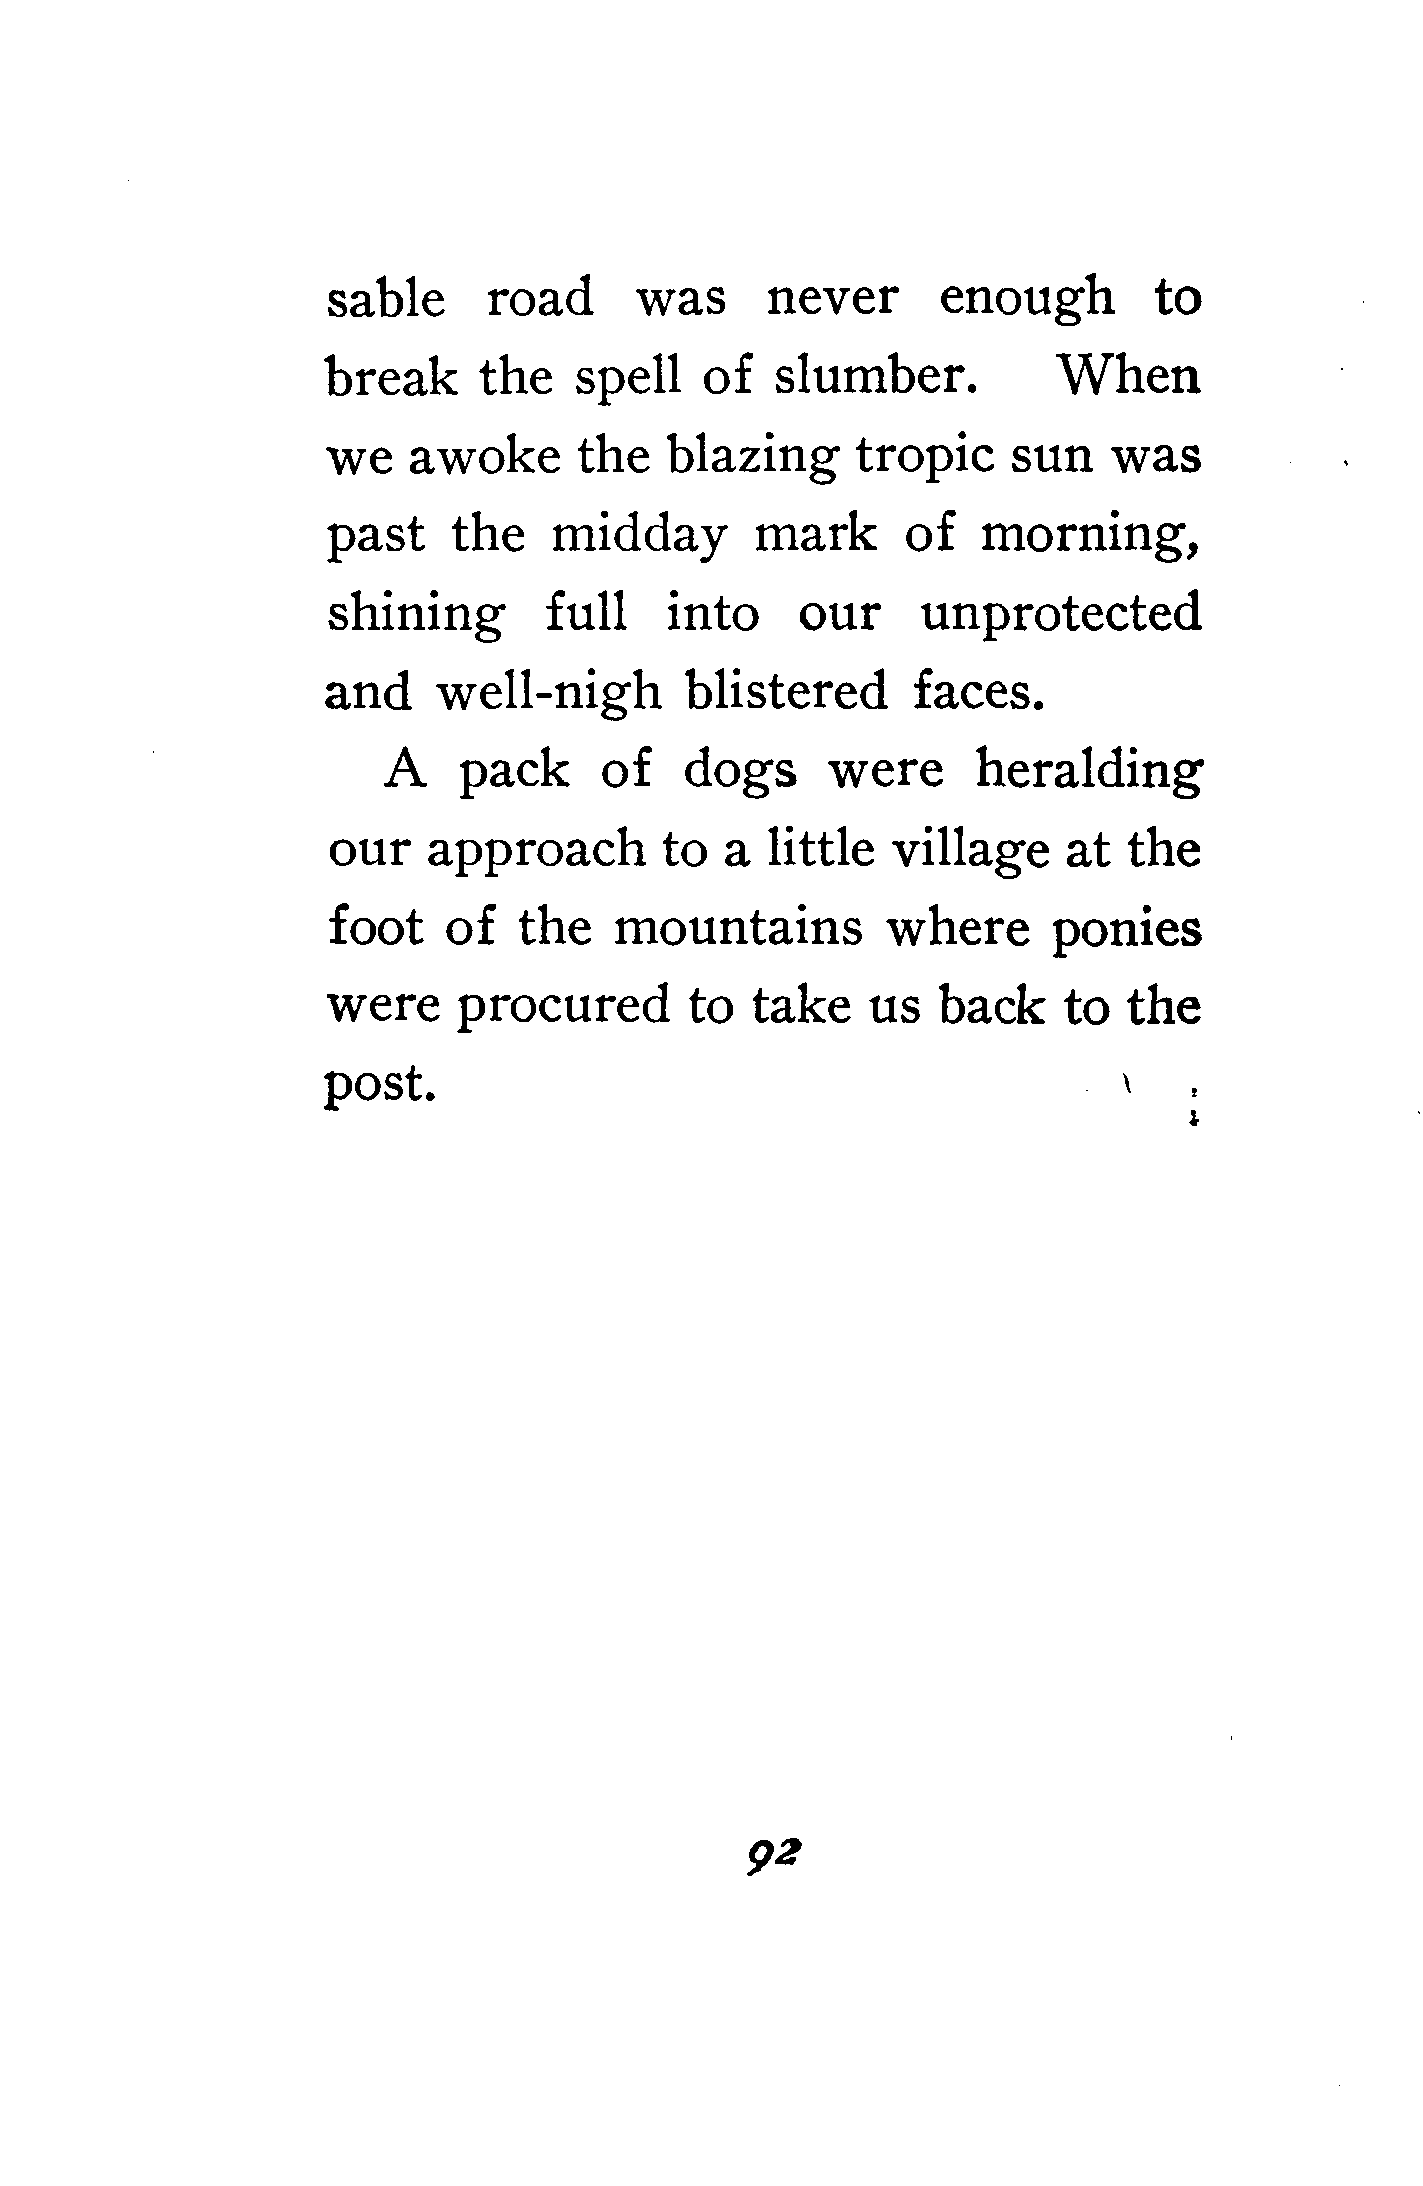 sable road was never enough to
break the spell of slumber. When
we awoke the blazing tropic sun was
past the midday mark of morning,
shining full into our unprotected
and well-nigh blistered faces.
A pack of dogs were heralding
our approach to a little village at the
foot of the mountains where ponies
were procured to take us back to the
post.
92